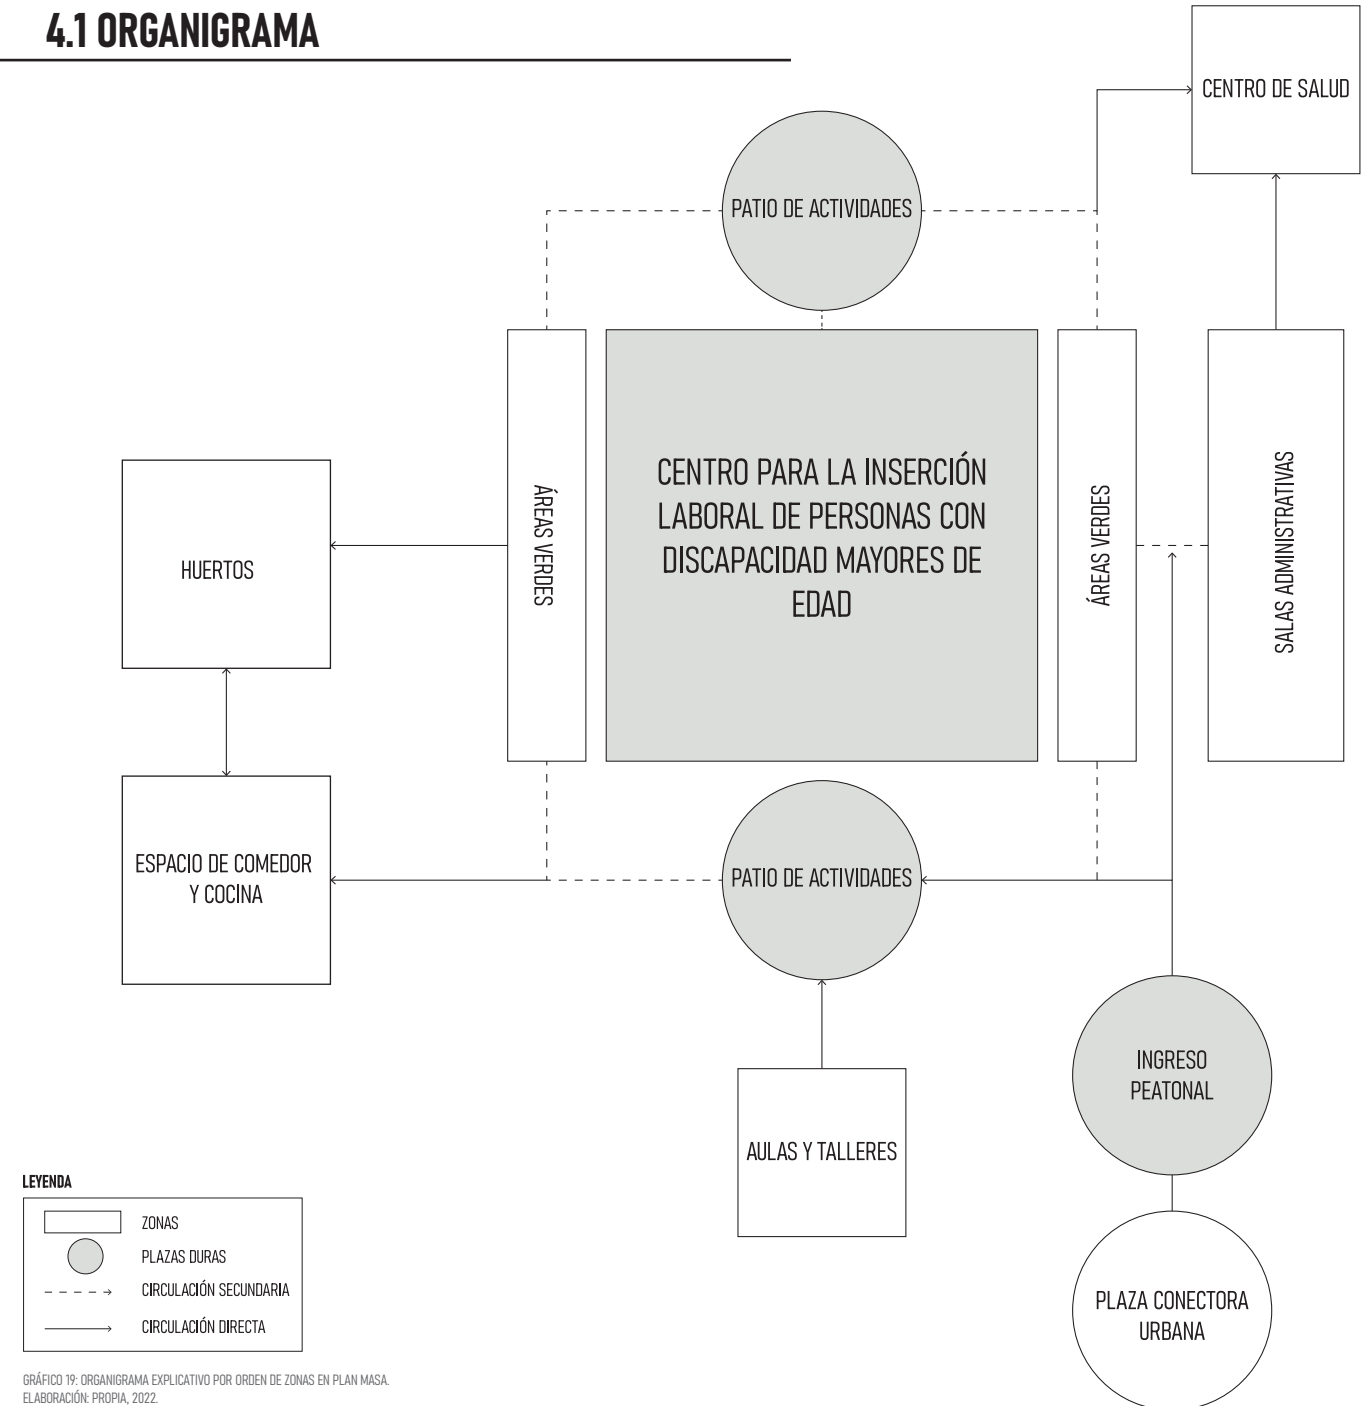 4.1 ORGANIGRAMA
CENTRO DE SALUD
PATIO DE ACTIVIDADES
ÁREAS VERDES
CENTRO PARA LA INSERCIÓN
LABORAL DE PERSONAS CON
DISCAPACIDAD MAYORES DE
EDAD
ÁREAS VERDES
SALAS ADMINISTRATIVAS
HUERTOS
ESPACIO DE COMEDOR
Y COCINA
PATIO DE ACTIVIDADES
INGRESO
PEATONAL
AULAS Y TALLERES
PLAZA CONECTORA
URBANA
LEYENDA
ZONAS
PLAZAS DURAS
CIRCULACIÓN SECUNDARIA
CIRCULACIÓN DIRECTA
GRÁFICO 19: ORGANIGRAMA EXPLICATIVO POR ORDEN DE ZONAS EN PLAN MASA.
ELABORACIÓN: PROPIA, 2022.